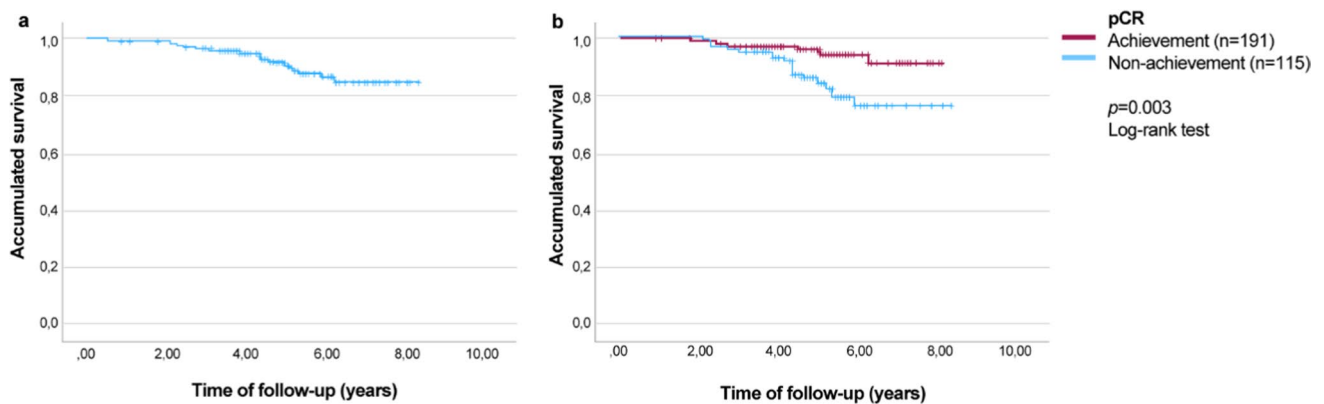 a
Accumulated survival
1,0
0,8
0,6
0,4
0,2
0,0
,00 2,00 4,00 6,00 8,00 10,00
Time of follow-up (years)
b
Accumulated survival
1,0
0,8
0,6
0,4
0,2
0,0
,00 2,00 4,00 6,00 8,00 10,00
Time of follow-up (years)
pCR
Achievement (n=191)
Non-achievement (n=115)
p=0.003
Log-rank test